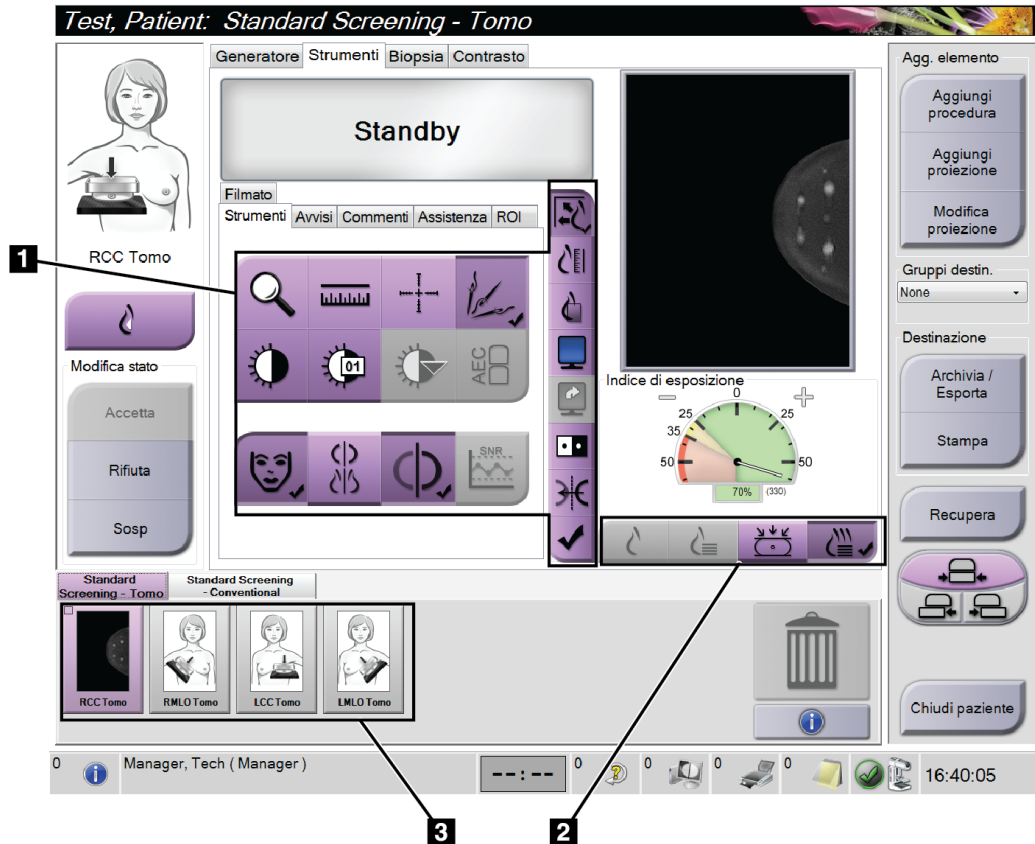 Test, Patient: Standard Screening - Tomo
Generatore Strumenti Biopsia Contrasto
Standby
Filmato
Strumenti Avvisi Commenti Assistenza ROI
RCC Tomo
1
Modifica stato
Accetta
Rifiuta
Sosp
01
AEC
SNR
Indice di esposizione
0
25 25
35
50 50
70% (330)
Agg. elemento
Aggiungi
procedura
Aggiungi
proiezione
Modifica
proiezione
Gruppi destin.
None
Destinazione
Archivia /
Esporta
Stampa
Recupera
Chiudi paziente
Standard
Screening - Tomo
Standard Screening
- Conventional
RCC Tomo
RMLO Tomo
LCC Tomo
LMLO Tomo
0
Manager, Tech ( Manager )
--:--
0
0
0
0
16:40:05
3
2